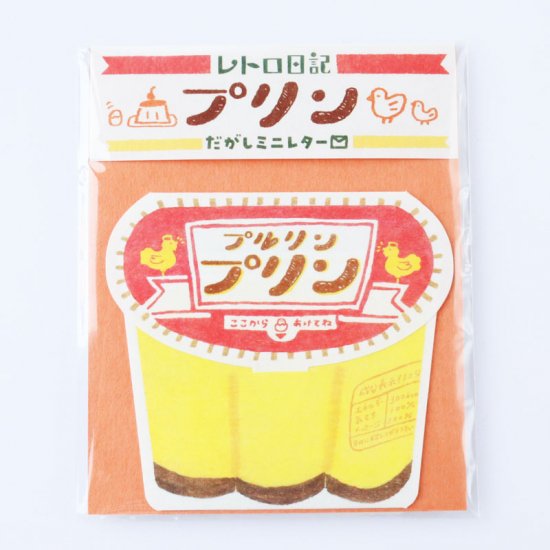 レトロ日記
プリン
だがしミニレター
プルリン
プリン
ここから あけてね